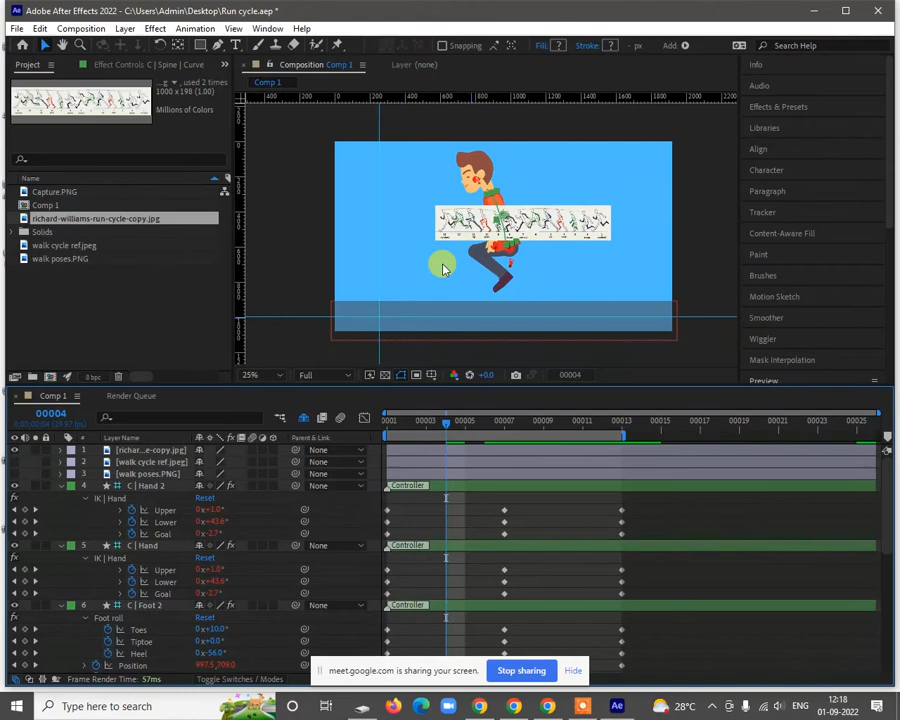 Adobe After Effects 2022 - C:\Users\Admin\Desktop\Run cycle.aep *
File Edit Composition Layer Effect Animation View Window Help
Snapping Fill: ? Stroke: ? - px Add: Search Help
Project Effect Controls C | Spine | Curve Composition Comp 1 Layer (none)
Comp 1
...g ▼, used 2 times
1000 x 198 (1.00)
Millions of Colors
Name
Capture.PNG
Comp 1
richard-williams-run-cycle-copy.jpg
Solids
walk cycle ref.jpeg
walk poses.PNG
8 bpc
400 200 0 200 400 600 800 1000 1200 1400 1600 1800 2000 2200
25% Full +0.0 00004
Info
Audio
Effects & Presets
Libraries
Align
Character
Paragraph
Tracker
Content-Aware Fill
Paint
Brushes
Motion Sketch
Smoother
Wiggler
Mask Interpolation
Preview
Comp 1 Render Queue
00004
0:00:00:04 (29.97 fps)
Layer Name Parent & Link
0001 00003 00005 00007 00009 00011 00013 00015 00017 00019 00021 00023 00025
1 [richar...e-copy.jpg] None
2 [walk cycle ref.jpeg] None
3 [walk poses.PNG] None
4 C | Hand 2 None Controller
IK | Hand Reset
Upper 0x+1.0°
Lower 0x+43.6°
Goal 0x-2.7°
5 C | Hand None Controller
IK | Hand Reset
Upper 0x+1.0°
Lower 0x+43.6°
Goal 0x-2.7°
6 C | Foot 2 None Controller
Foot roll Reset
Toes 0x+10.0°
Tiptoe 0x+0.0°
Heel 0x-56.0°
Position 997.5,709.0
meet.google.com is sharing your screen. Stop sharing Hide
Frame Render Time: 57ms Toggle Switches / Modes
Type here to search
28°C
12:18
01-09-2022